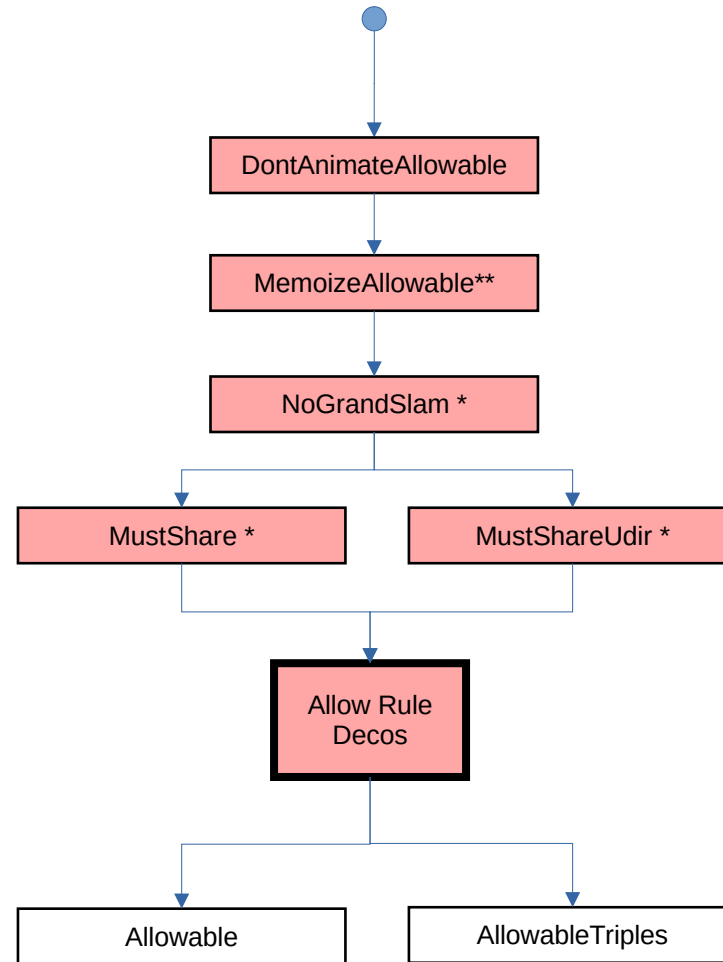 DontAnimateAllowable
MemoizeAllowable**
NoGrandSlam *
MustShare *
MustShareUdir *
Allow Rule
Decos
Allowable
AllowableTriples